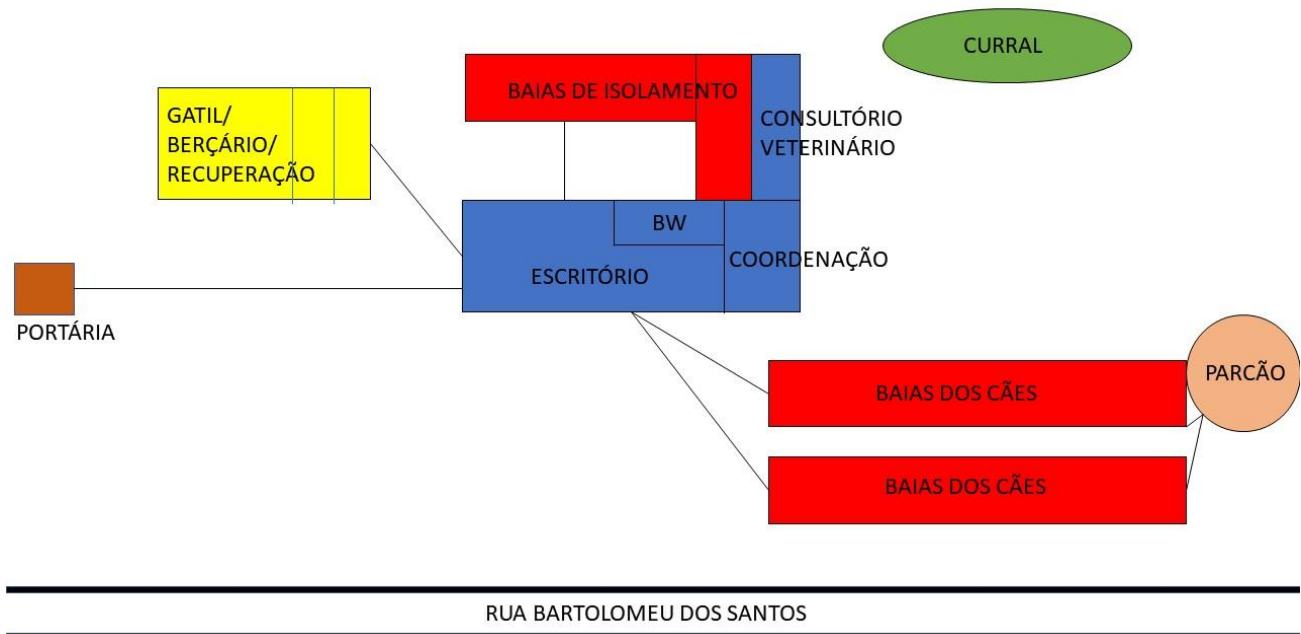 CURRAL
BAIAS DE ISOLAMENTO
GATIL/
BERÇÁRIO/
RECUPERAÇÃO
CONSULTÓRIO
VETERINÁRIO
BW
COORDENAÇÃO
ESCRITÓRIO
PORTÁRIA
PARCÃO
BAIAS DOS CÃES
BAIAS DOS CÃES
RUA BARTOLOMEU DOS SANTOS